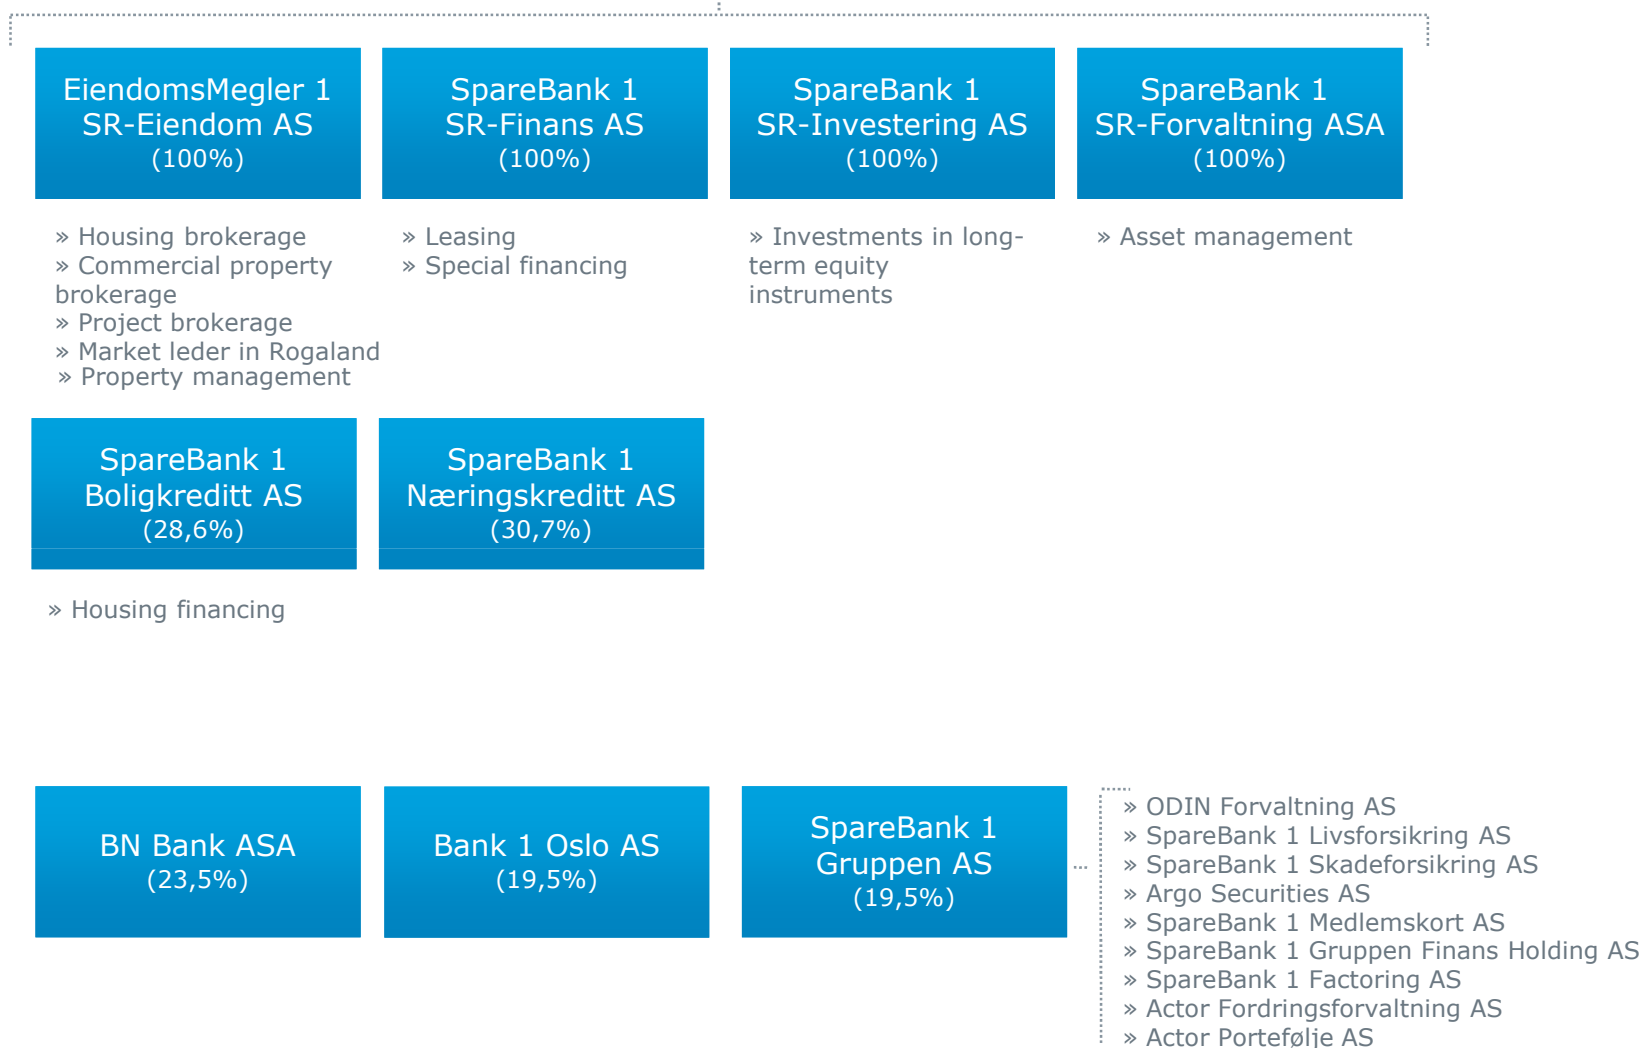 EiendomsMegler 1
SR-Eiendom AS
(100%)
SpareBank 1
SR-Finans AS
(100%)
SpareBank 1
SR-Investering AS
(100%)
SpareBank 1
SR-Forvaltning ASA
(100%)
» Housing brokerage
» Commercial property
brokerage
» Project brokerage
» Market leder in Rogaland
» Property management
» Leasing
» Special financing
» Investments in long-
term equity
instruments
» Asset management
SpareBank 1
Boligkreditt AS
(28,6%)
SpareBank 1
Næringskreditt AS
(30,7%)
» Housing financing
BN Bank ASA
(23,5%)
Bank 1 Oslo AS
(19,5%)
SpareBank 1
Gruppen AS
(19,5%)
» ODIN Forvaltning AS
» SpareBank 1 Livsforsikring AS
» SpareBank 1 Skadeforsikring AS
» Argo Securities AS
» SpareBank 1 Medlemskort AS
» SpareBank 1 Gruppen Finans Holding AS
» SpareBank 1 Factoring AS
» Actor Fordringsforvaltning AS
» Actor Portefølje AS